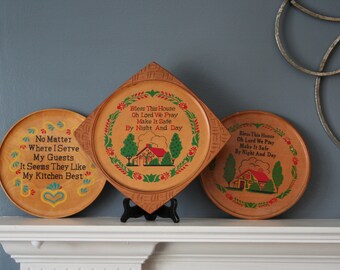 No Matter
Where I Serve
My Guests
It Seems They Like
My Kitchen Best
Bless This House
Oh Lord We Pray
Make It Safe
By Night And Day
Bless This House
Oh Lord We Pray
Make It Safe
By Night And Day